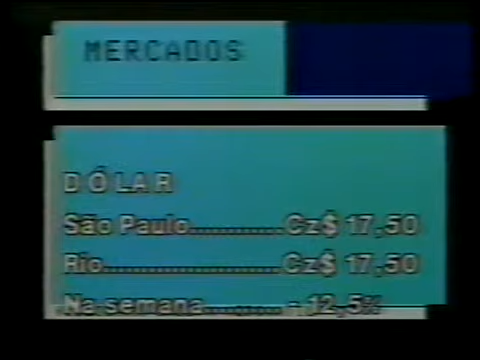 MERCADOS
DÓLAR
São Paulo............Cz$ 17,50
Rio.......................Cz$ 17,50
Na semana.......... - 12,5%